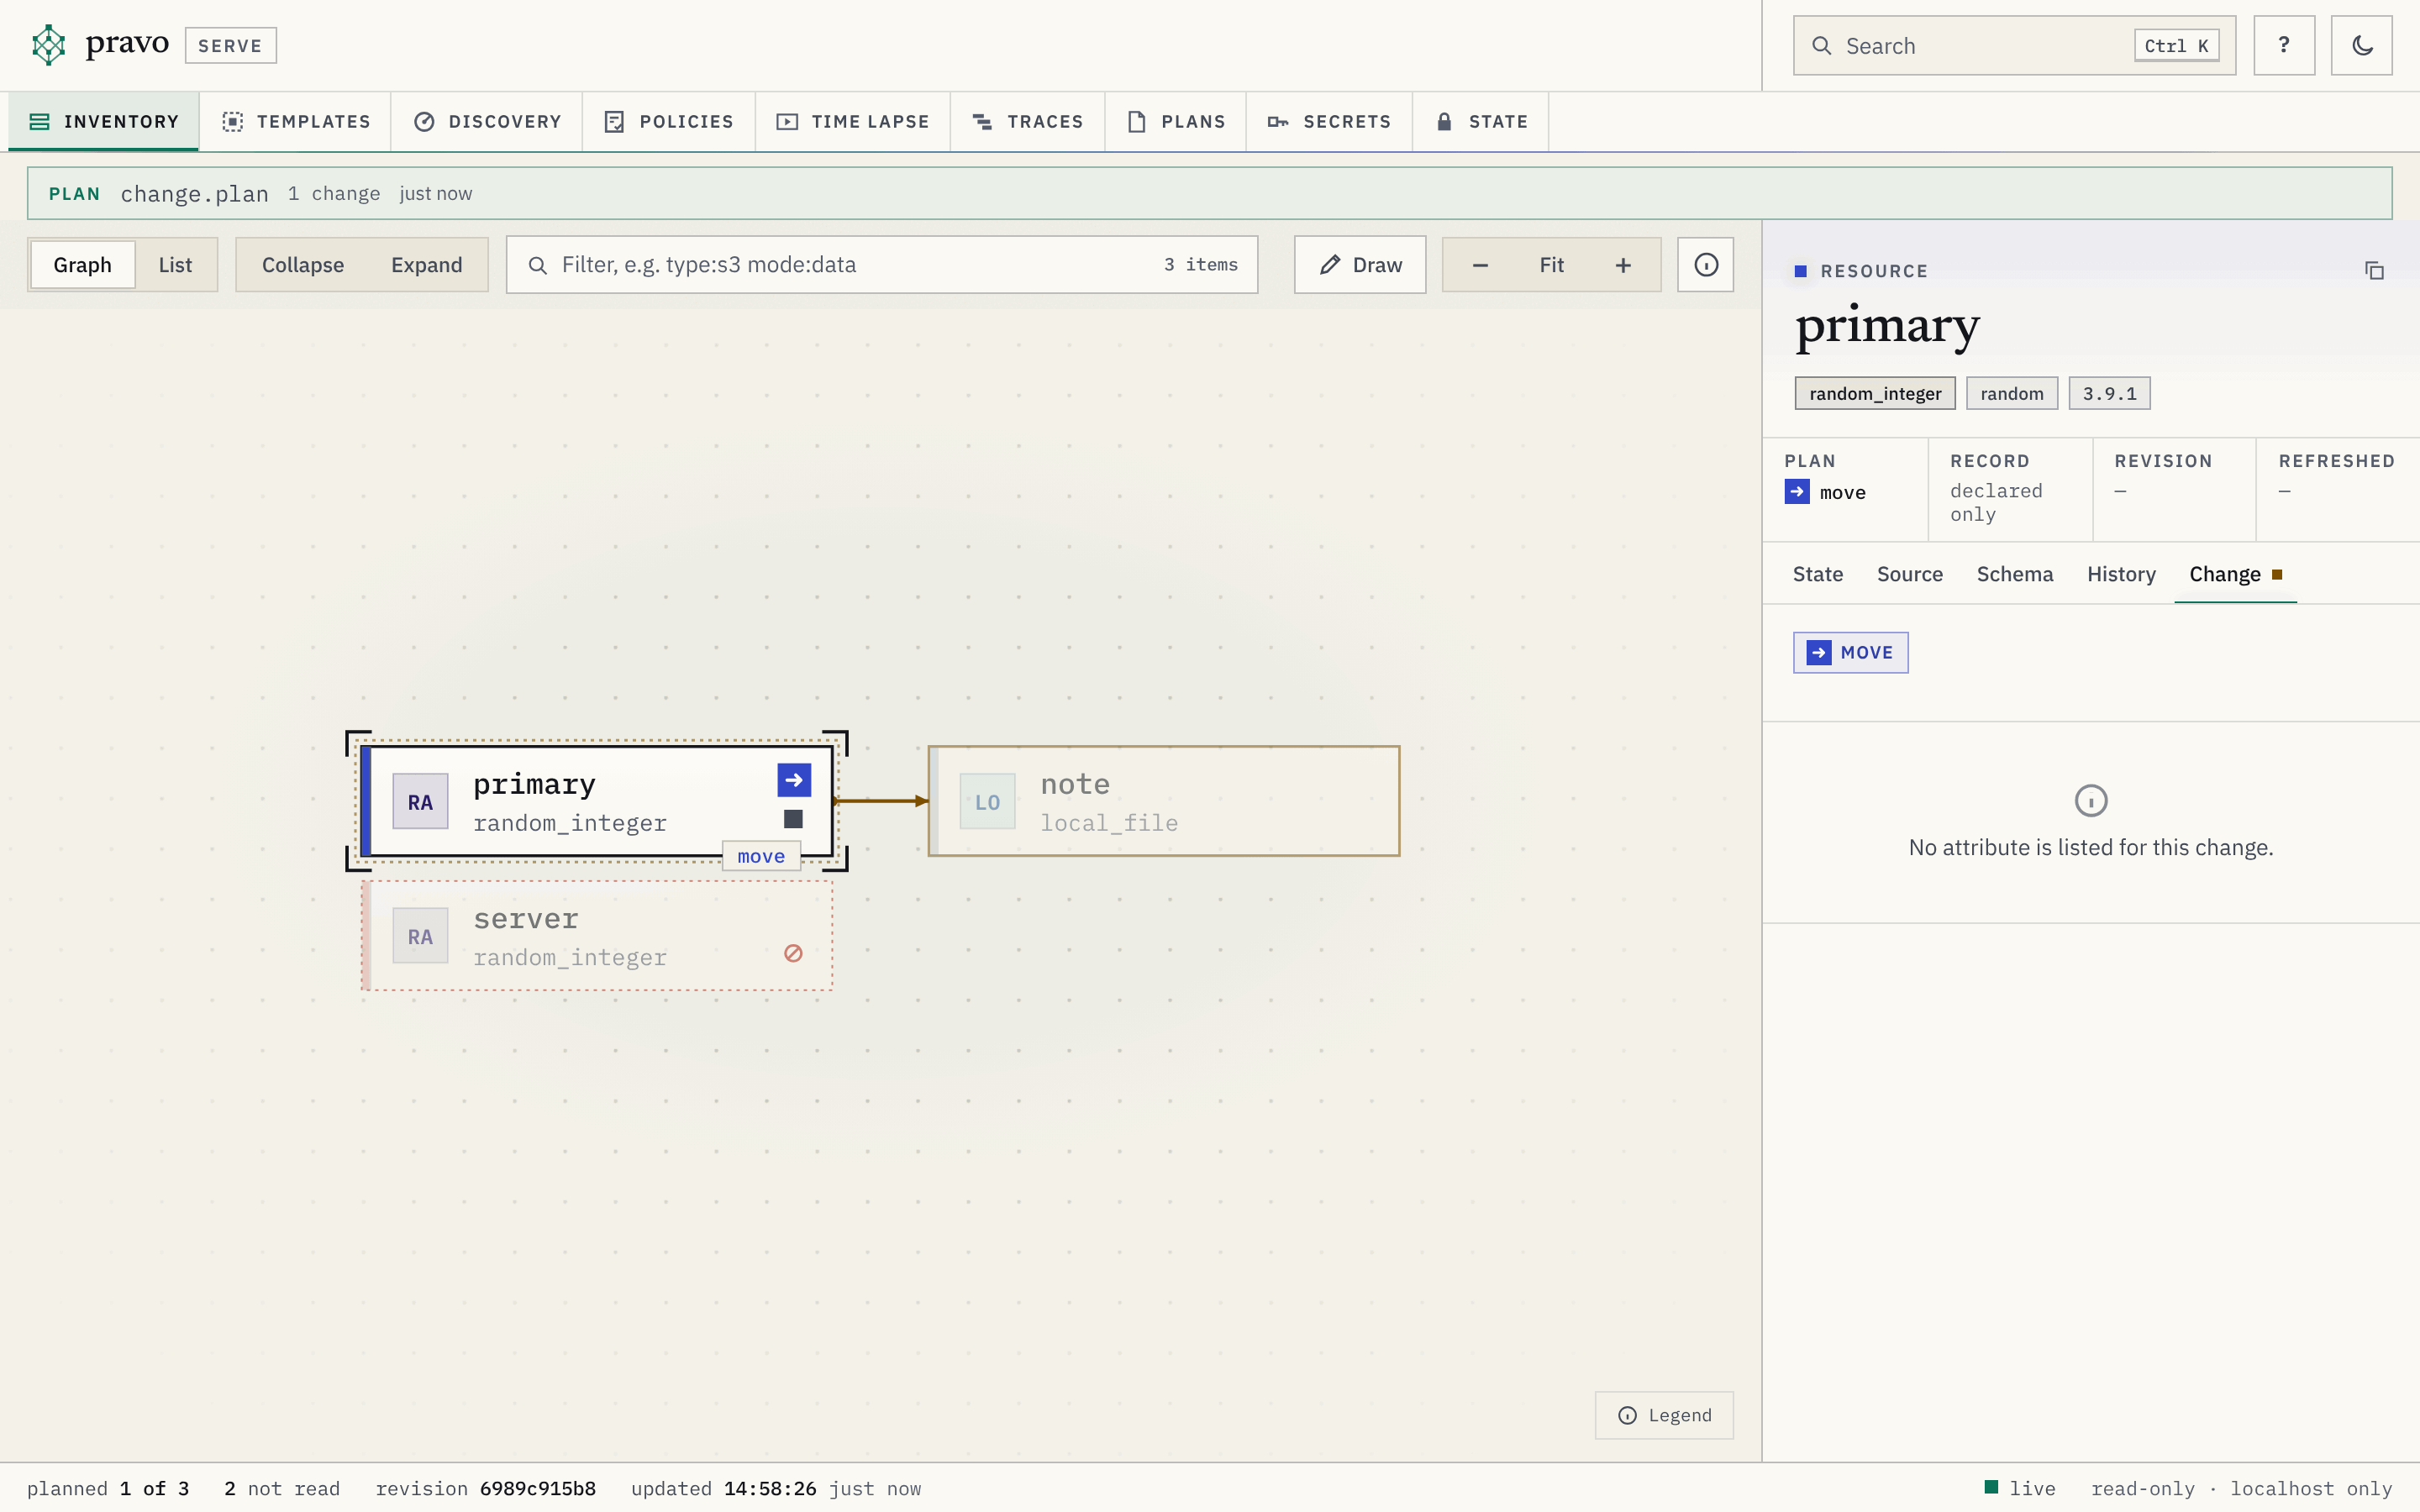 pravo SERVE
Search Ctrl K ?
INVENTORY TEMPLATES DISCOVERY POLICIES TIME LAPSE TRACES PLANS SECRETS STATE
PLAN change.plan 1 change just now
Graph List Collapse Expand Filter, e.g. type:s3 mode:data 3 items Draw − Fit +
RESOURCE
primary
random_integer random 3.9.1
PLAN RECORD REVISION REFRESHED
move declared only – –
State Source Schema History Change
MOVE
No attribute is listed for this change.
RA primary
random_integer
move
LO note
local_file
RA server
random_integer
Legend
planned 1 of 3 2 not read revision 6989c915b8 updated 14:58:26 just now
live read-only · localhost only